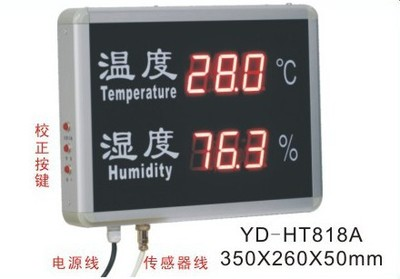 温度 28.0 ℃
Temperature
湿度 76.3 %
Humidity
校正按键
电源线
传感器线
YD-HT818A
350X260X50mm